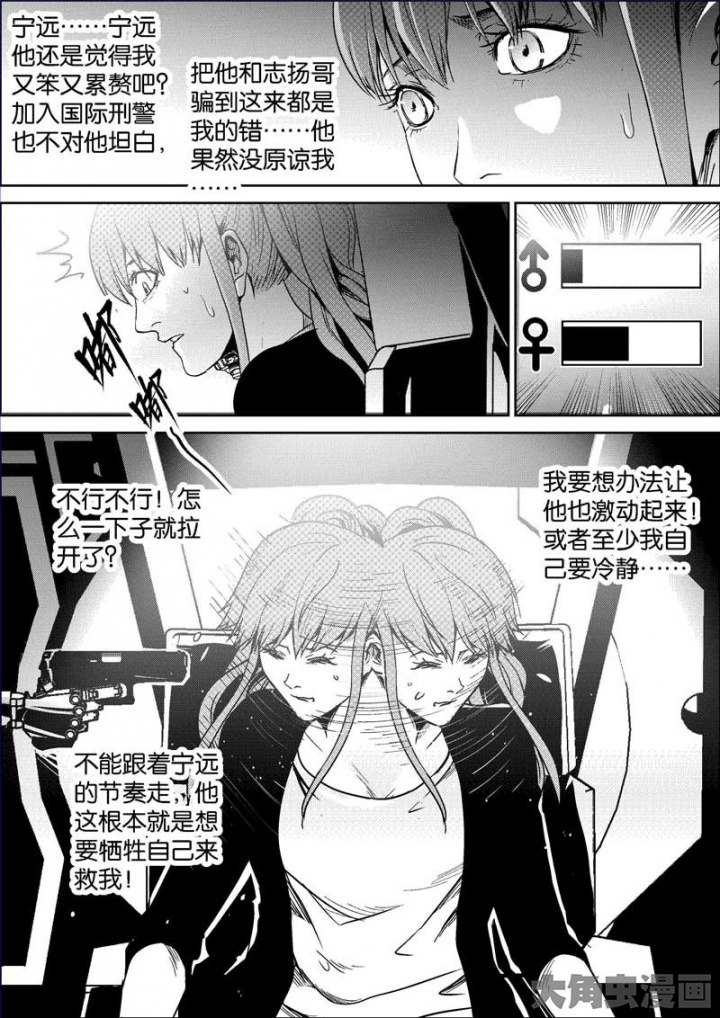 宁远……宁远
他还是觉得我
又笨又累赘吧？
加入国际刑警
也不对他坦白，
把他和志扬哥
骗到这来都是
我的错……他
果然没原谅我
……
嘟
嘟
♂
♀
不行不行！怎
么一下子就拉
开了？
我要想办法让
他也激动起来！
或者至少我自
己要冷静……
不能跟着宁远
的节奏走，他
这根本就是想
要牺牲自己来
救我！
大角虫漫画